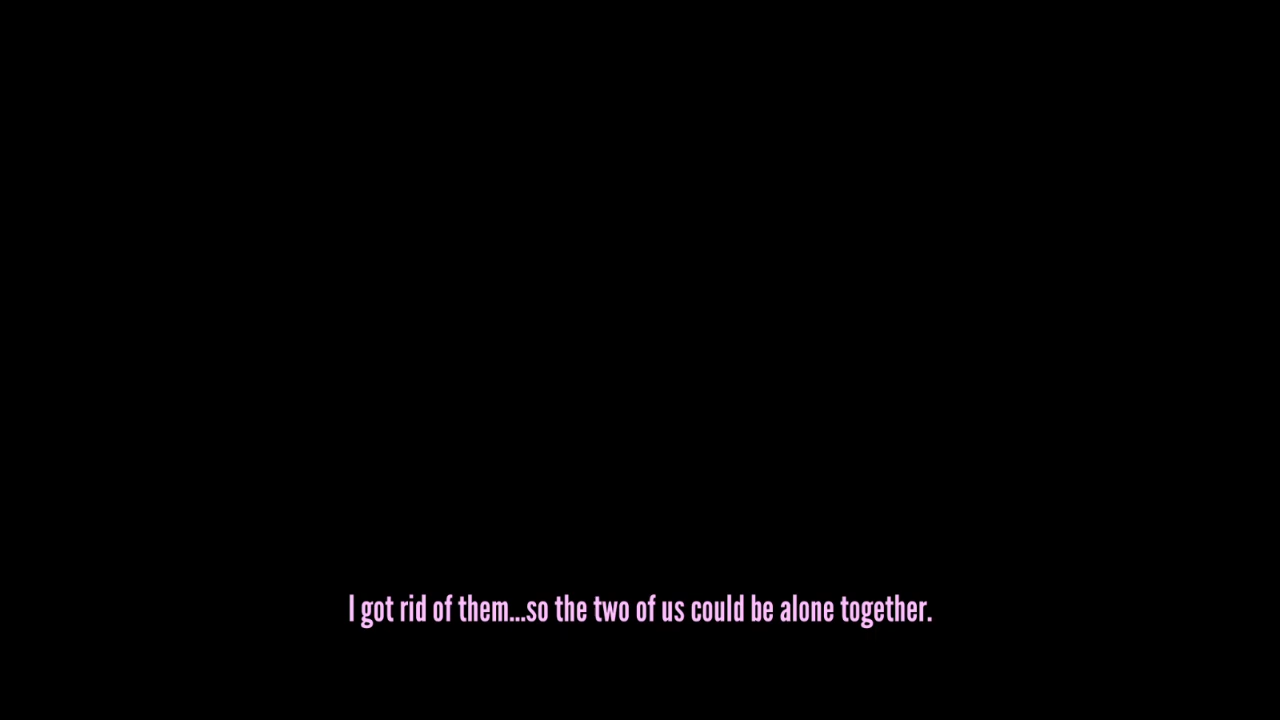 I got rid of them...so the two of us could be alone together.